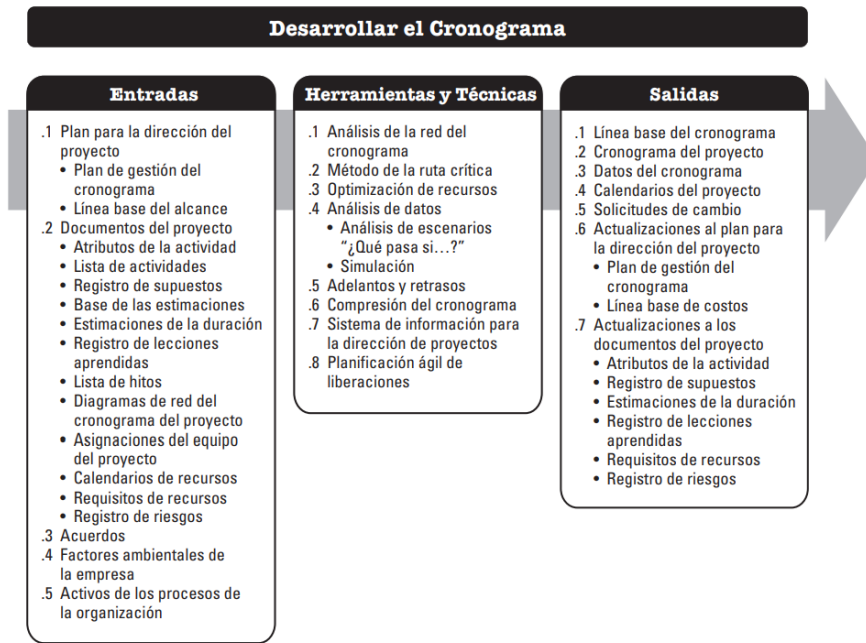 Desarrollar el Cronograma
Entradas
.1 Plan para la dirección del
proyecto
• Plan de gestión del
cronograma
• Línea base del alcance
.2 Documentos del proyecto
• Atributos de la actividad
• Lista de actividades
• Registro de supuestos
• Base de las estimaciones
• Estimaciones de la duración
• Registro de lecciones
aprendidas
• Lista de hitos
• Diagramas de red del
cronograma del proyecto
• Asignaciones del equipo
del proyecto
• Calendarios de recursos
• Requisitos de recursos
• Registro de riesgos
.3 Acuerdos
.4 Factores ambientales de
la empresa
.5 Activos de los procesos de
la organización
Herramientas y Técnicas
.1 Análisis de la red del
cronograma
.2 Método de la ruta crítica
.3 Optimización de recursos
.4 Análisis de datos
• Análisis de escenarios
“¿Qué pasa si...?”
• Simulación
.5 Adelantos y retrasos
.6 Compresión del cronograma
.7 Sistema de información para
la dirección de proyectos
.8 Planificación ágil de
liberaciones
Salidas
.1 Línea base del cronograma
.2 Cronograma del proyecto
.3 Datos del cronograma
.4 Calendarios del proyecto
.5 Solicitudes de cambio
.6 Actualizaciones al plan para
la dirección del proyecto
• Plan de gestión del
cronograma
• Línea base de costos
.7 Actualizaciones a los
documentos del proyecto
• Atributos de la actividad
• Registro de supuestos
• Estimaciones de la duración
• Registro de lecciones
aprendidas
• Requisitos de recursos
• Registro de riesgos